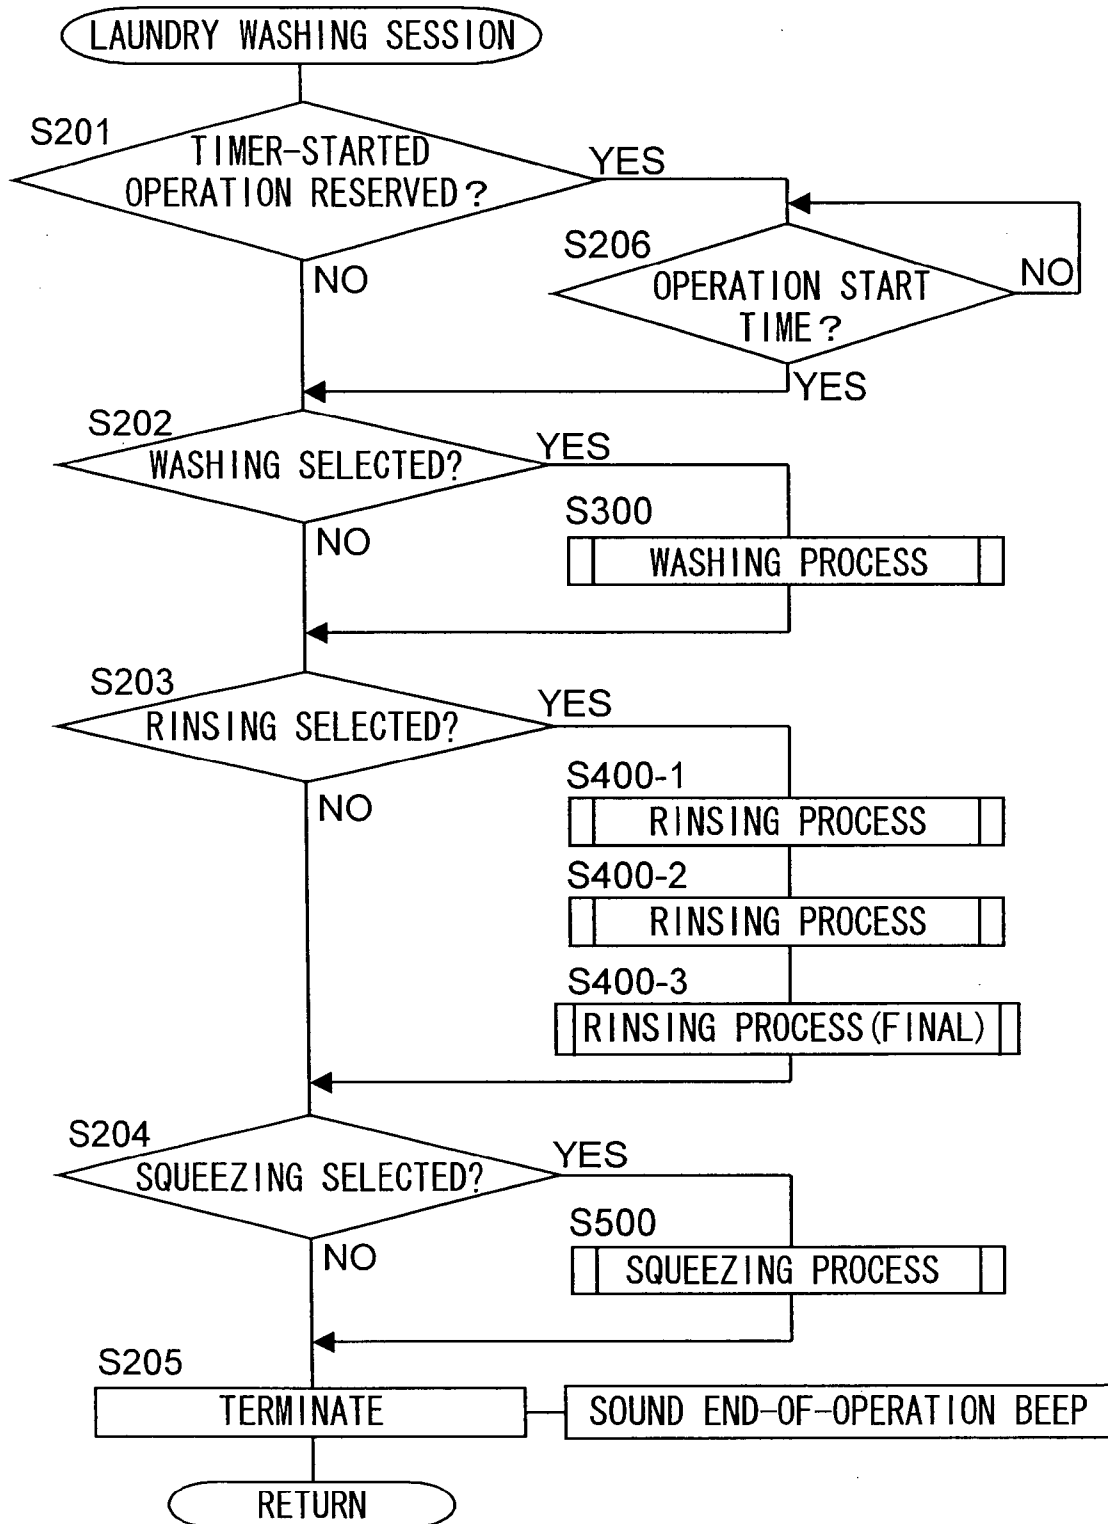 LAUNDRY WASHING SESSION
S201
TIMER-STARTED
OPERATION RESERVED?
YES
NO
S206
OPERATION START
TIME?
NO
YES
S202
WASHING SELECTED?
YES
NO
S300
WASHING PROCESS
S203
RINSING SELECTED?
YES
NO
S400-1
RINSING PROCESS
S400-2
RINSING PROCESS
S400-3
RINSING PROCESS(FINAL)
S204
SQUEEZING SELECTED?
YES
NO
S500
SQUEEZING PROCESS
S205
TERMINATE
SOUND END-OF-OPERATION BEEP
RETURN